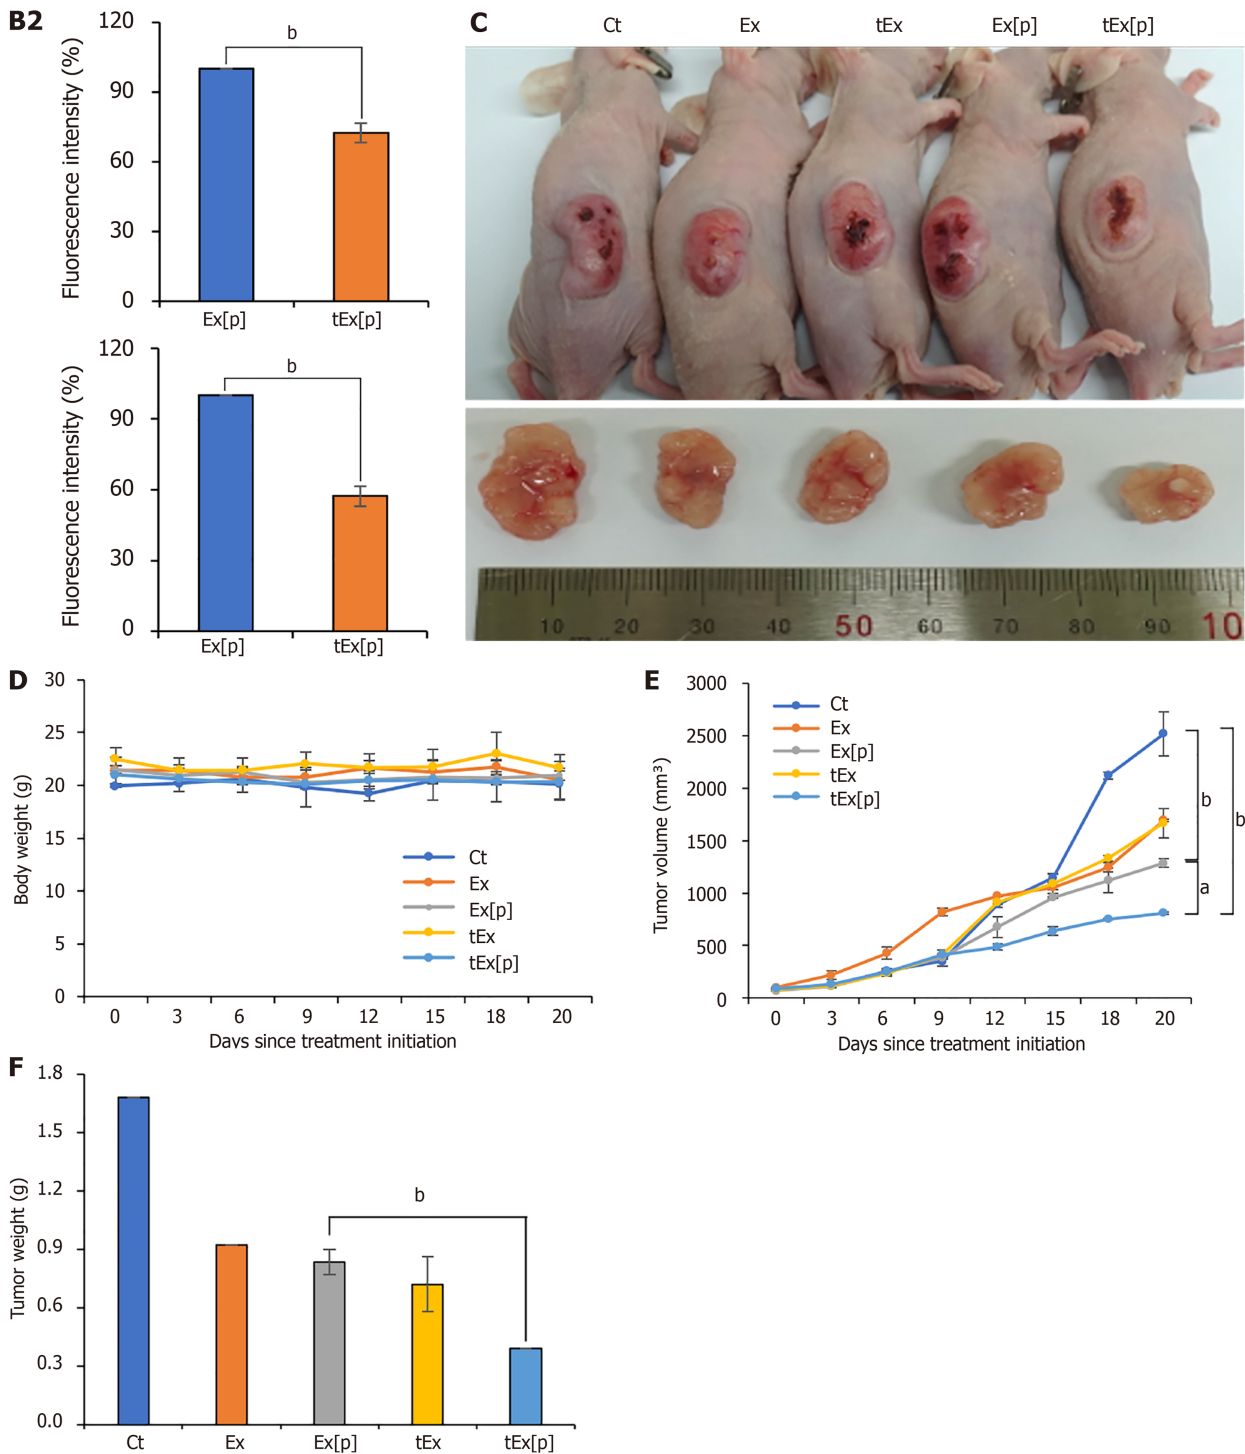 B2
120
90
60
30
0
Fluorescence intensity (%)
b
Ex[p]
tEx[p]
120
90
60
30
0
Fluorescence intensity (%)
b
Ex[p]
tEx[p]
C
Ct
Ex
tEx
Ex[p]
tEx[p]
10
20
30
40
50
60
70
80
90
10
D
30
25
20
15
10
5
0
Body weight (g)
Ct
Ex
Ex[p]
tEx
tEx[p]
0
3
6
9
12
15
18
20
Days since treatment initiation
E
3000
2500
2000
1500
1000
500
0
Tumor volume (mm³)
Ct
Ex
Ex[p]
tEx
tEx[p]
b
b
a
0
3
6
9
12
15
18
20
Days since treatment initiation
F
1.8
1.5
1.2
0.9
0.6
0.3
0.0
Tumor weight (g)
b
Ct
Ex
Ex[p]
tEx
tEx[p]